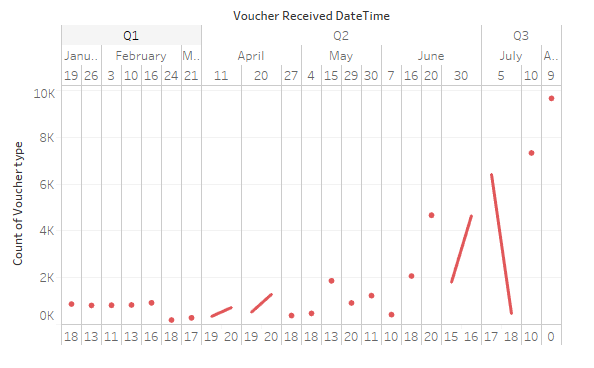 Voucher Received DateTime
Q1 Q2 Q3
Janu.. February M.. April May June July A..
19 26 3 10 16 24 21 11 20 27 4 15 29 30 7 16 20 30 5 10 9
10K
8K
6K
4K
2K
0K
Count of Vouchertype
18 13 11 13 16 18 17 19 20 19 20 18 18 13 20 11 10 18 20 15 16 17 18 10 0